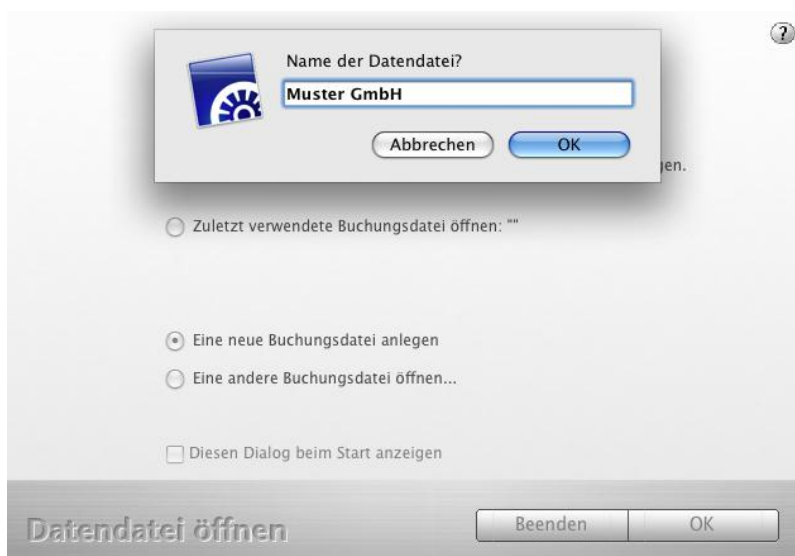 ?
Name der Datendatei?
Muster GmbH
Abbrechen
OK
gen.
Zuletzt verwendete Buchungsdatei öffnen: ""
Eine neue Buchungsdatei anlegen
Eine andere Buchungsdatei öffnen...
Diesen Dialog beim Start anzeigen
Datendatei öffnen
Beenden
OK